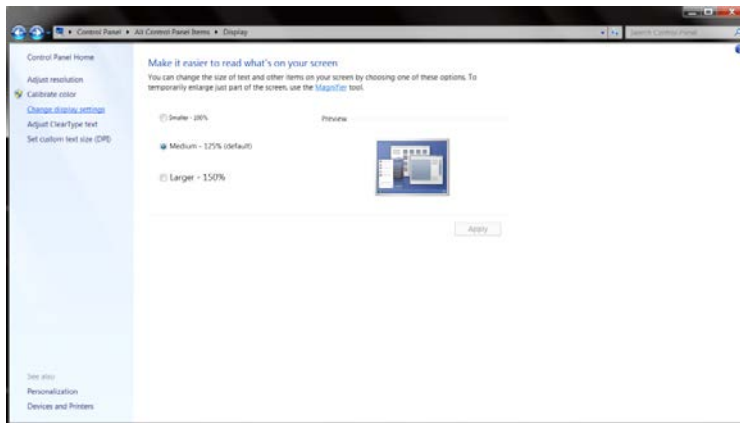 Control Panel ▸ All Control Panel Items ▸ Display
Search Control Panel
Control Panel Home
Adjust resolution
Calibrate color
Change display settings
Adjust ClearType text
Set custom text size (DPI)
Make it easier to read what's on your screen
You can change the size of text and other items on your screen by choosing one of these options. To
temporarily enlarge just part of the screen, use the Magnifier tool.
Smaller - 100%
Preview
Medium - 125% (default)
Larger - 150%
Apply
See also
Personalization
Devices and Printers